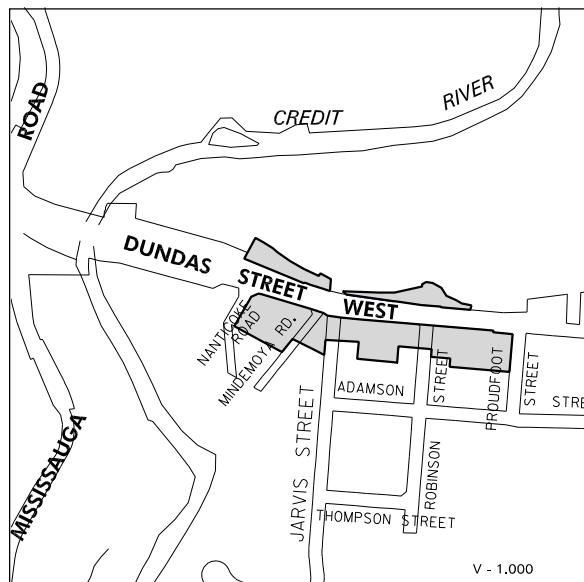 ROAD
CREDIT RIVER
DUNDAS STREET WEST
NANTICOKE ROAD
MINDEMOYA RD.
ADAMSON STREET
ROBINSON STREET
PROUDFOOT STREET
JARVIS STREET
THOMPSON STREET
MISSISSAUGA
V - 1.000